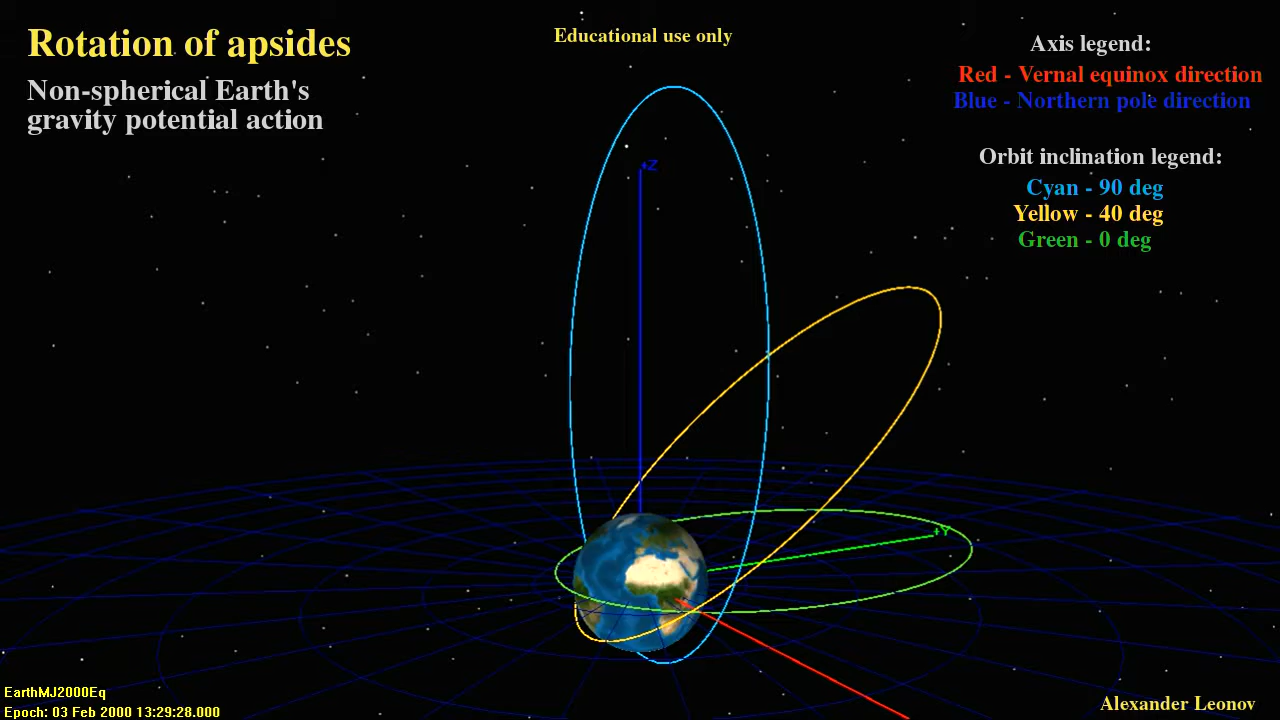 Rotation of apsides
Non-spherical Earth's
gravity potential action
Educational use only
Axis legend:
Red - Vernal equinox direction
Blue - Northern pole direction
Orbit inclination legend:
Cyan - 90 deg
Yellow - 40 deg
Green - 0 deg
+Z
+Y
EarthMJ2000Eq
Epoch: 03 Feb 2000 13:29:28.000
Alexander Leonov